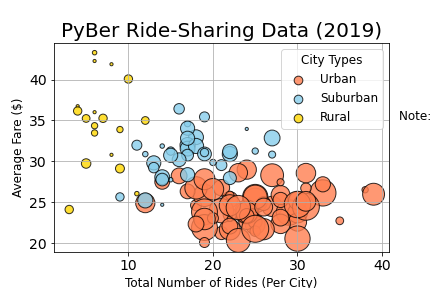 PyBer Ride-Sharing Data (2019)
City Types
Urban
Suburban
Rural
Note:
Average Fare ($)
40
35
30
25
20
10
20
30
40
Total Number of Rides (Per City)